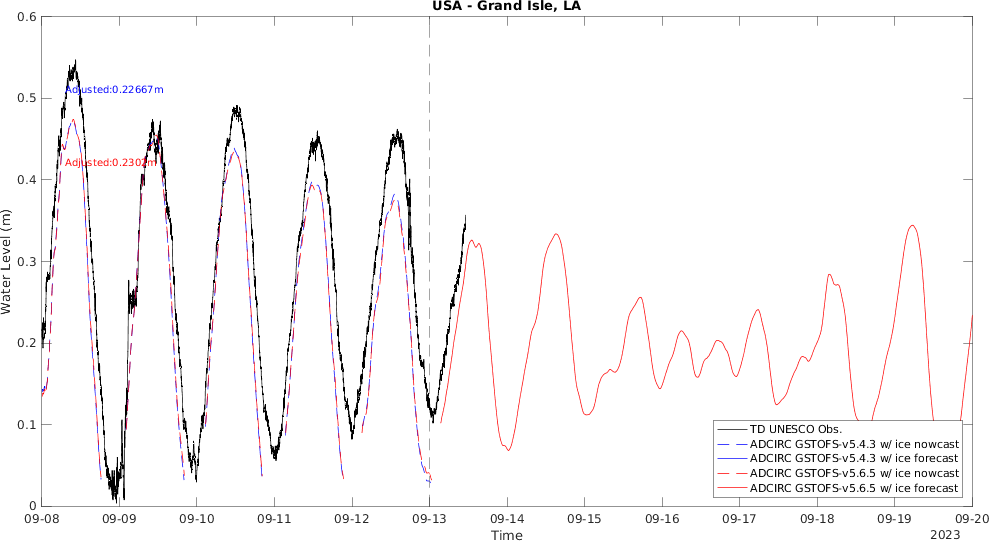 USA - Grand Isle, LA
0.6
0.5
0.4
0.3
0.2
0.1
0
Water Level (m)
Adjusted:0.22667m
Adjusted:0.2302m
TD UNESCO Obs.
ADCIRC GSTOFS-v5.4.3 w/ ice nowcast
ADCIRC GSTOFS-v5.4.3 w/ ice forecast
ADCIRC GSTOFS-v5.6.5 w/ ice nowcast
ADCIRC GSTOFS-v5.6.5 w/ ice forecast
09-08 09-09 09-10 09-11 09-12 09-13 09-14 09-15 09-16 09-17 09-18 09-19 09-20
Time
2023